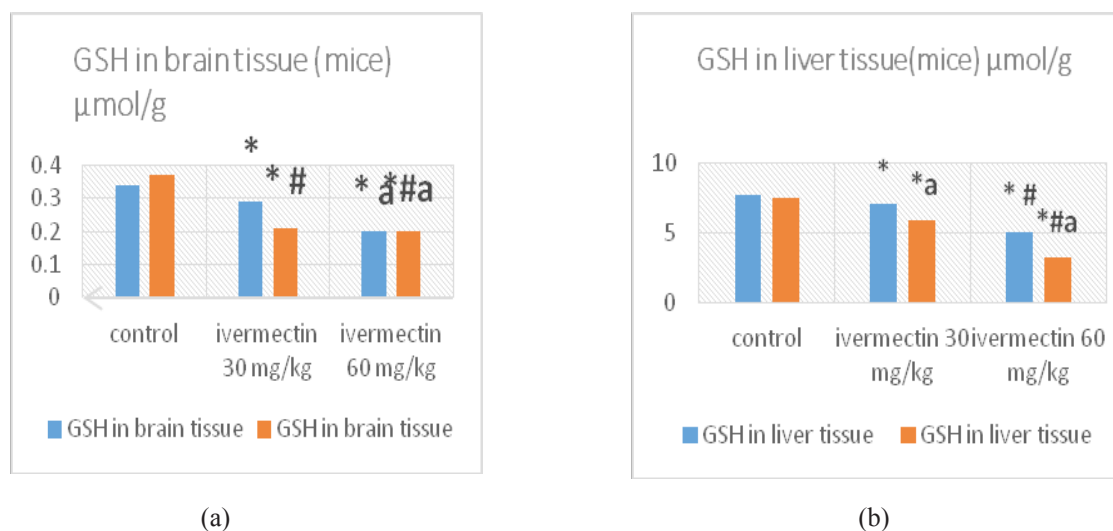 GSH in brain tissue (mice)
µmol/g
*
* #
* a
*#a
0.4
0.3
0.2
0.1
0
control
ivermectin
30 mg/kg
ivermectin
60 mg/kg
GSH in brain tissue
GSH in brain tissue
(a)
GSH in liver tissue(mice) µmol/g
*
*a
* #
*#a
10
5
0
control
ivermectin 30
mg/kg
ivermectin 60
mg/kg
GSH in liver tissue
GSH in liver tissue
(b)